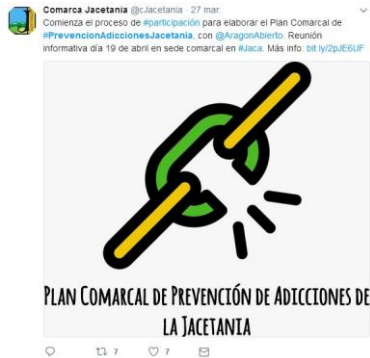 Comarca Jacetania @cJacetania · 27 mar.
Comienza el proceso de #participación para elaborar el Plan Comarcal de
#PrevencionAdiccionesJacetania, con @AragonAbierto. Reunión
informativa día 19 de abril en sede comarcal en #Jaca. Más info: bit.ly/2pJE6UF
PLAN COMARCAL DE PREVENCIÓN DE ADICCIONES DE
LA JACETANIA
7 7